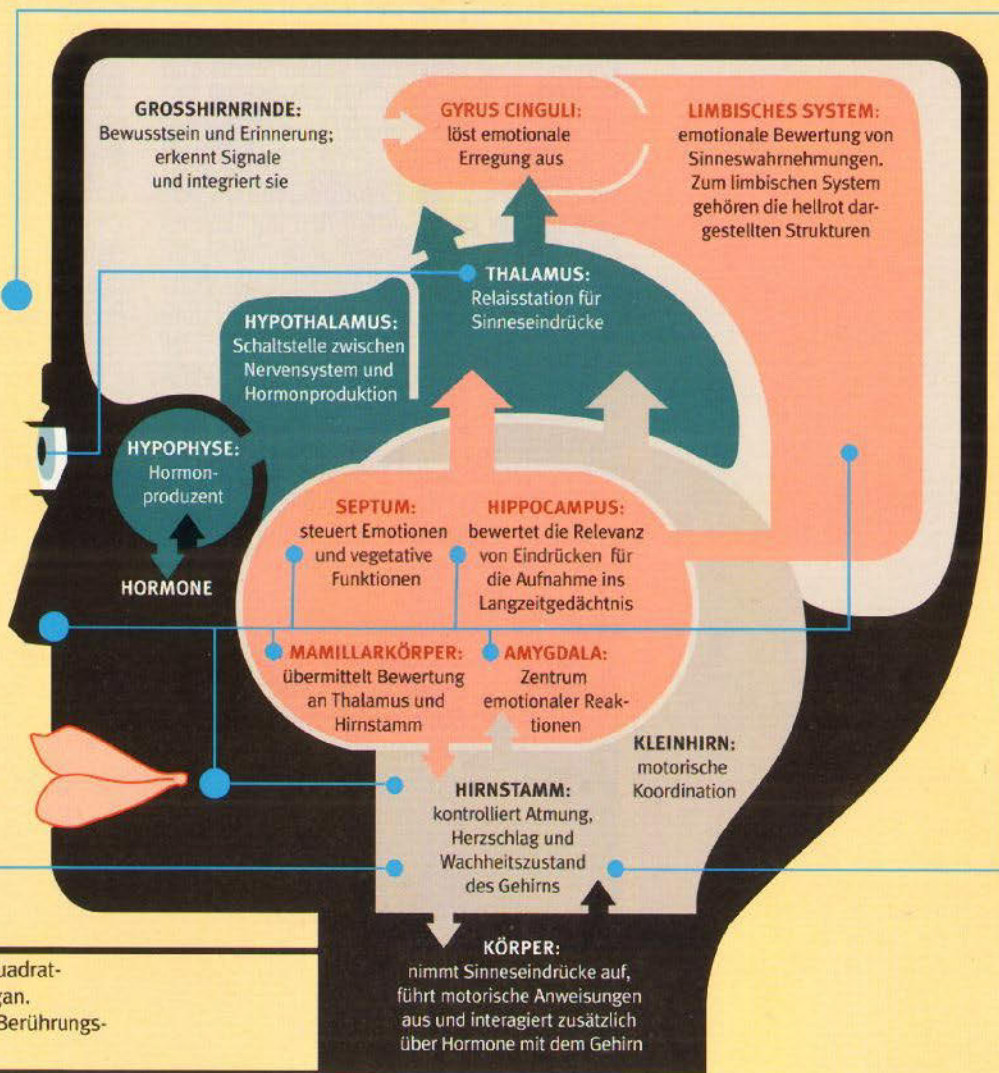 GROSSHIRNRINDE:
Bewusstsein und Erinnerung;
erkennt Signale
und integriert sie
GYRUS CINGULI:
löst emotionale
Erregung aus
LIMBISCHES SYSTEM:
emotionale Bewertung von
Sinneswahrnehmungen.
Zum limbischen System
gehören die hellrot dar-
gestellten Strukturen
THALAMUS:
Relaisstation für
Sinneseindrücke
HYPOTHALAMUS:
Schaltstelle zwischen
Nervensystem und
Hormonproduktion
HYPOPHYSE:
Hormon-
produzent
HORMONE
SEPTUM:
steuert Emotionen
und vegetative
Funktionen
HIPPOCAMPUS:
bewertet die Relevanz
von Eindrücken für
die Aufnahme ins
Langzeitgedächtnis
MAMILLARKÖRPER:
übermittelt Bewertung
an Thalamus und
Hirnstamm
AMYGDALA:
Zentrum
emotionaler Reak-
tionen
KLEINHIRN:
motorische
Koordination
HIRNSTAMM:
kontrolliert Atmung,
Herzschlag und
Wachheitszustand
des Gehirns
KÖRPER:
nimmt Sinneseindrücke auf,
führt motorische Anweisungen
aus und interagiert zusätzlich
über Hormone mit dem Gehirn
uadrat-
gan.
Berührungs-